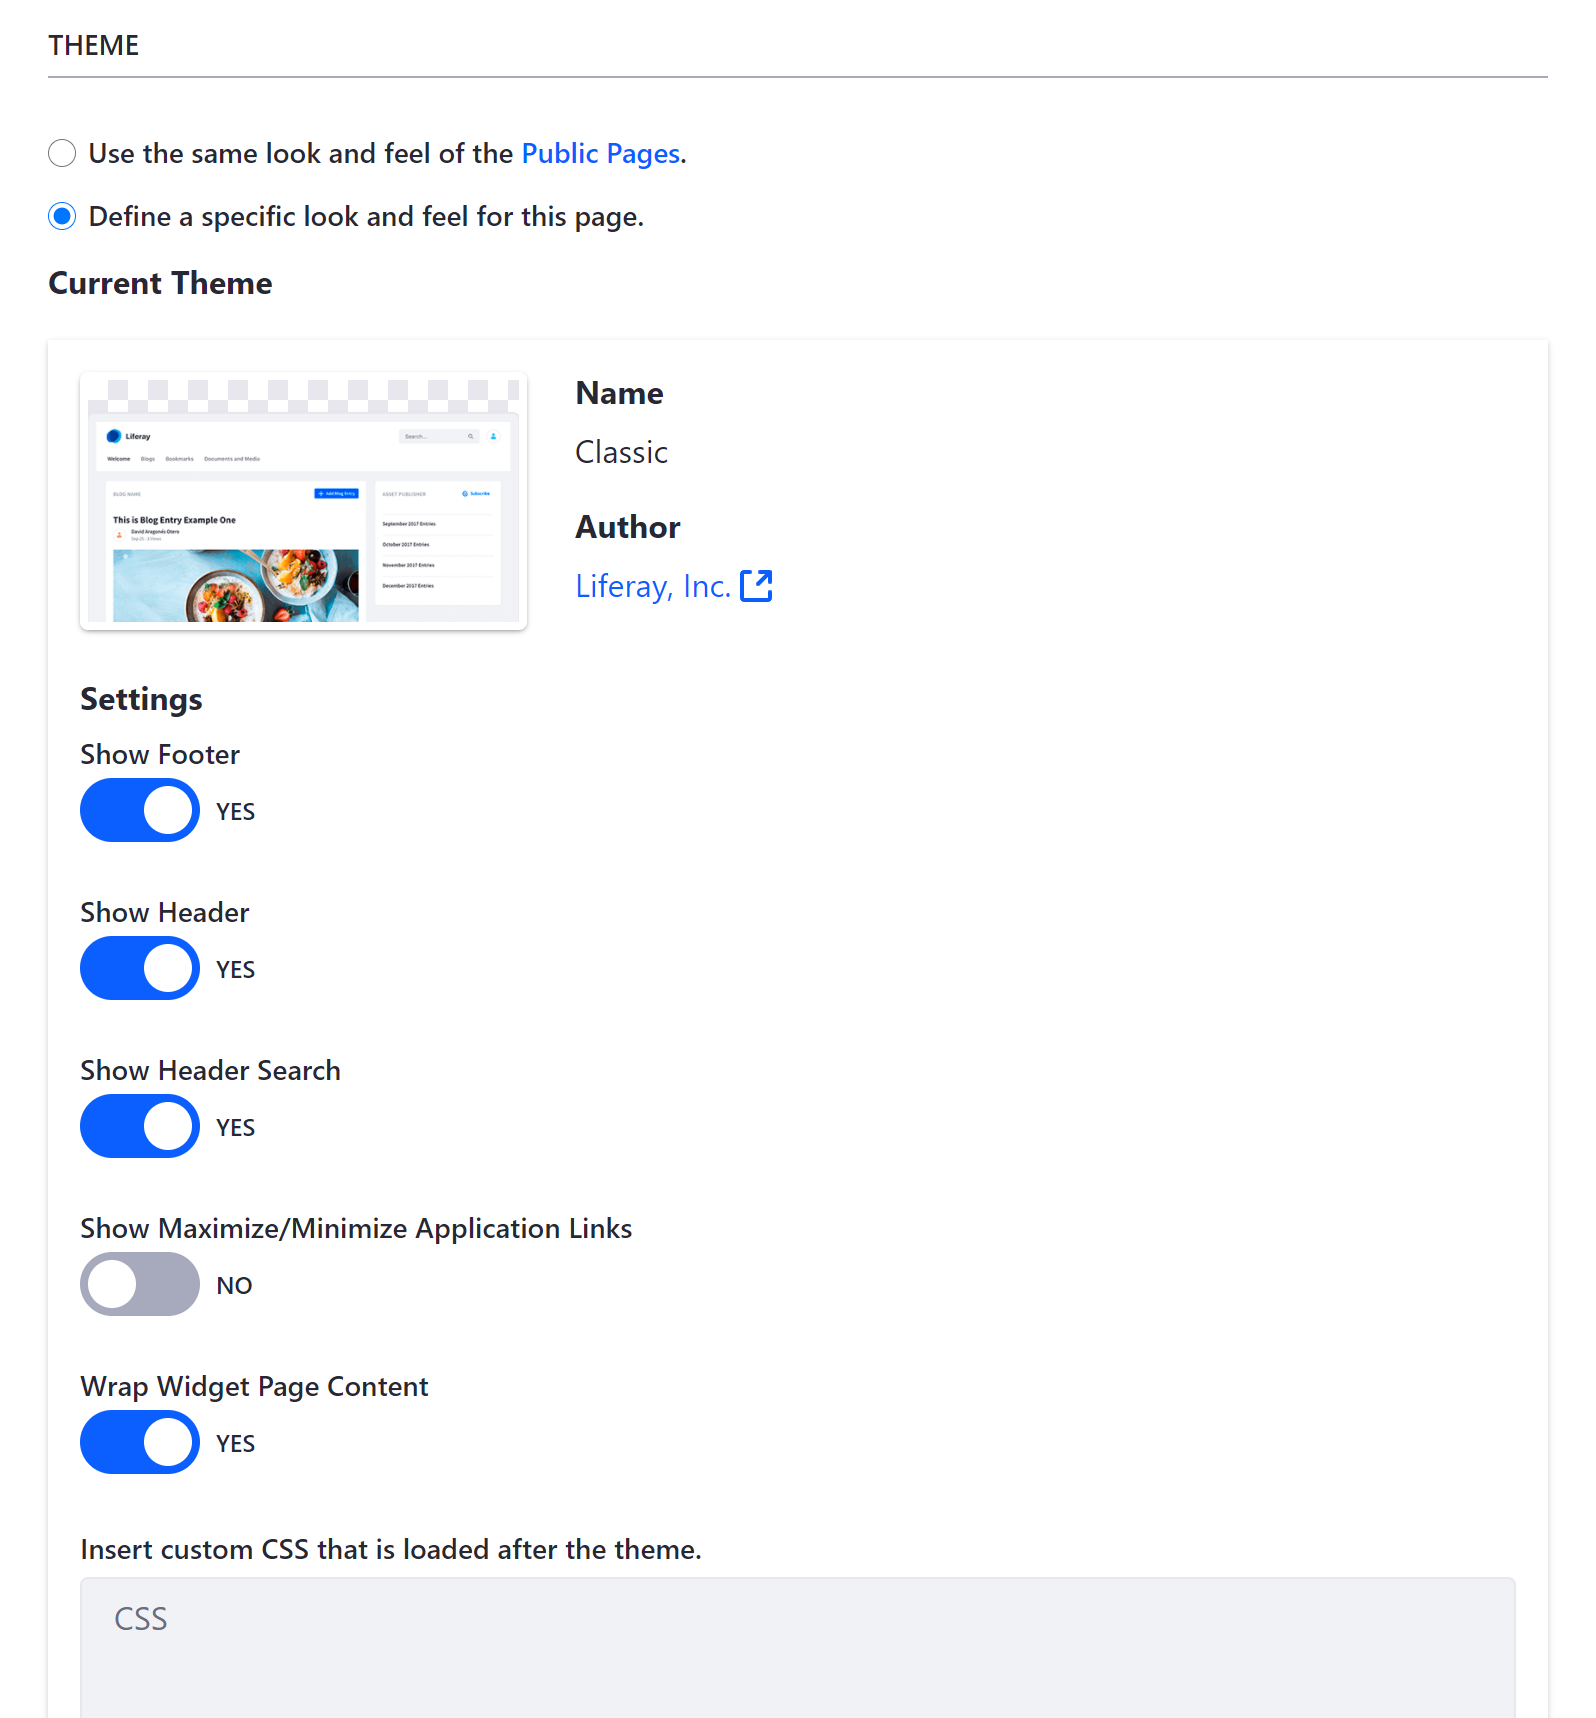 THEME
Use the same look and feel of the Public Pages.
Define a specific look and feel for this page.
Current Theme
Liferay
Search...
Welcome Blogs Bookmarks Documents and Media
BLOG NAME
Add Blog Entry
This is Blog Entry Example One
David Aragonés Otero
ASSET PUBLISHER
Subscribe
September 2017 Entries
October 2017 Entries
November 2017 Entries
December 2017 Entries
Name
Classic
Author
Liferay, Inc.
Settings
Show Footer
YES
Show Header
YES
Show Header Search
YES
Show Maximize/Minimize Application Links
NO
Wrap Widget Page Content
YES
Insert custom CSS that is loaded after the theme.
CSS